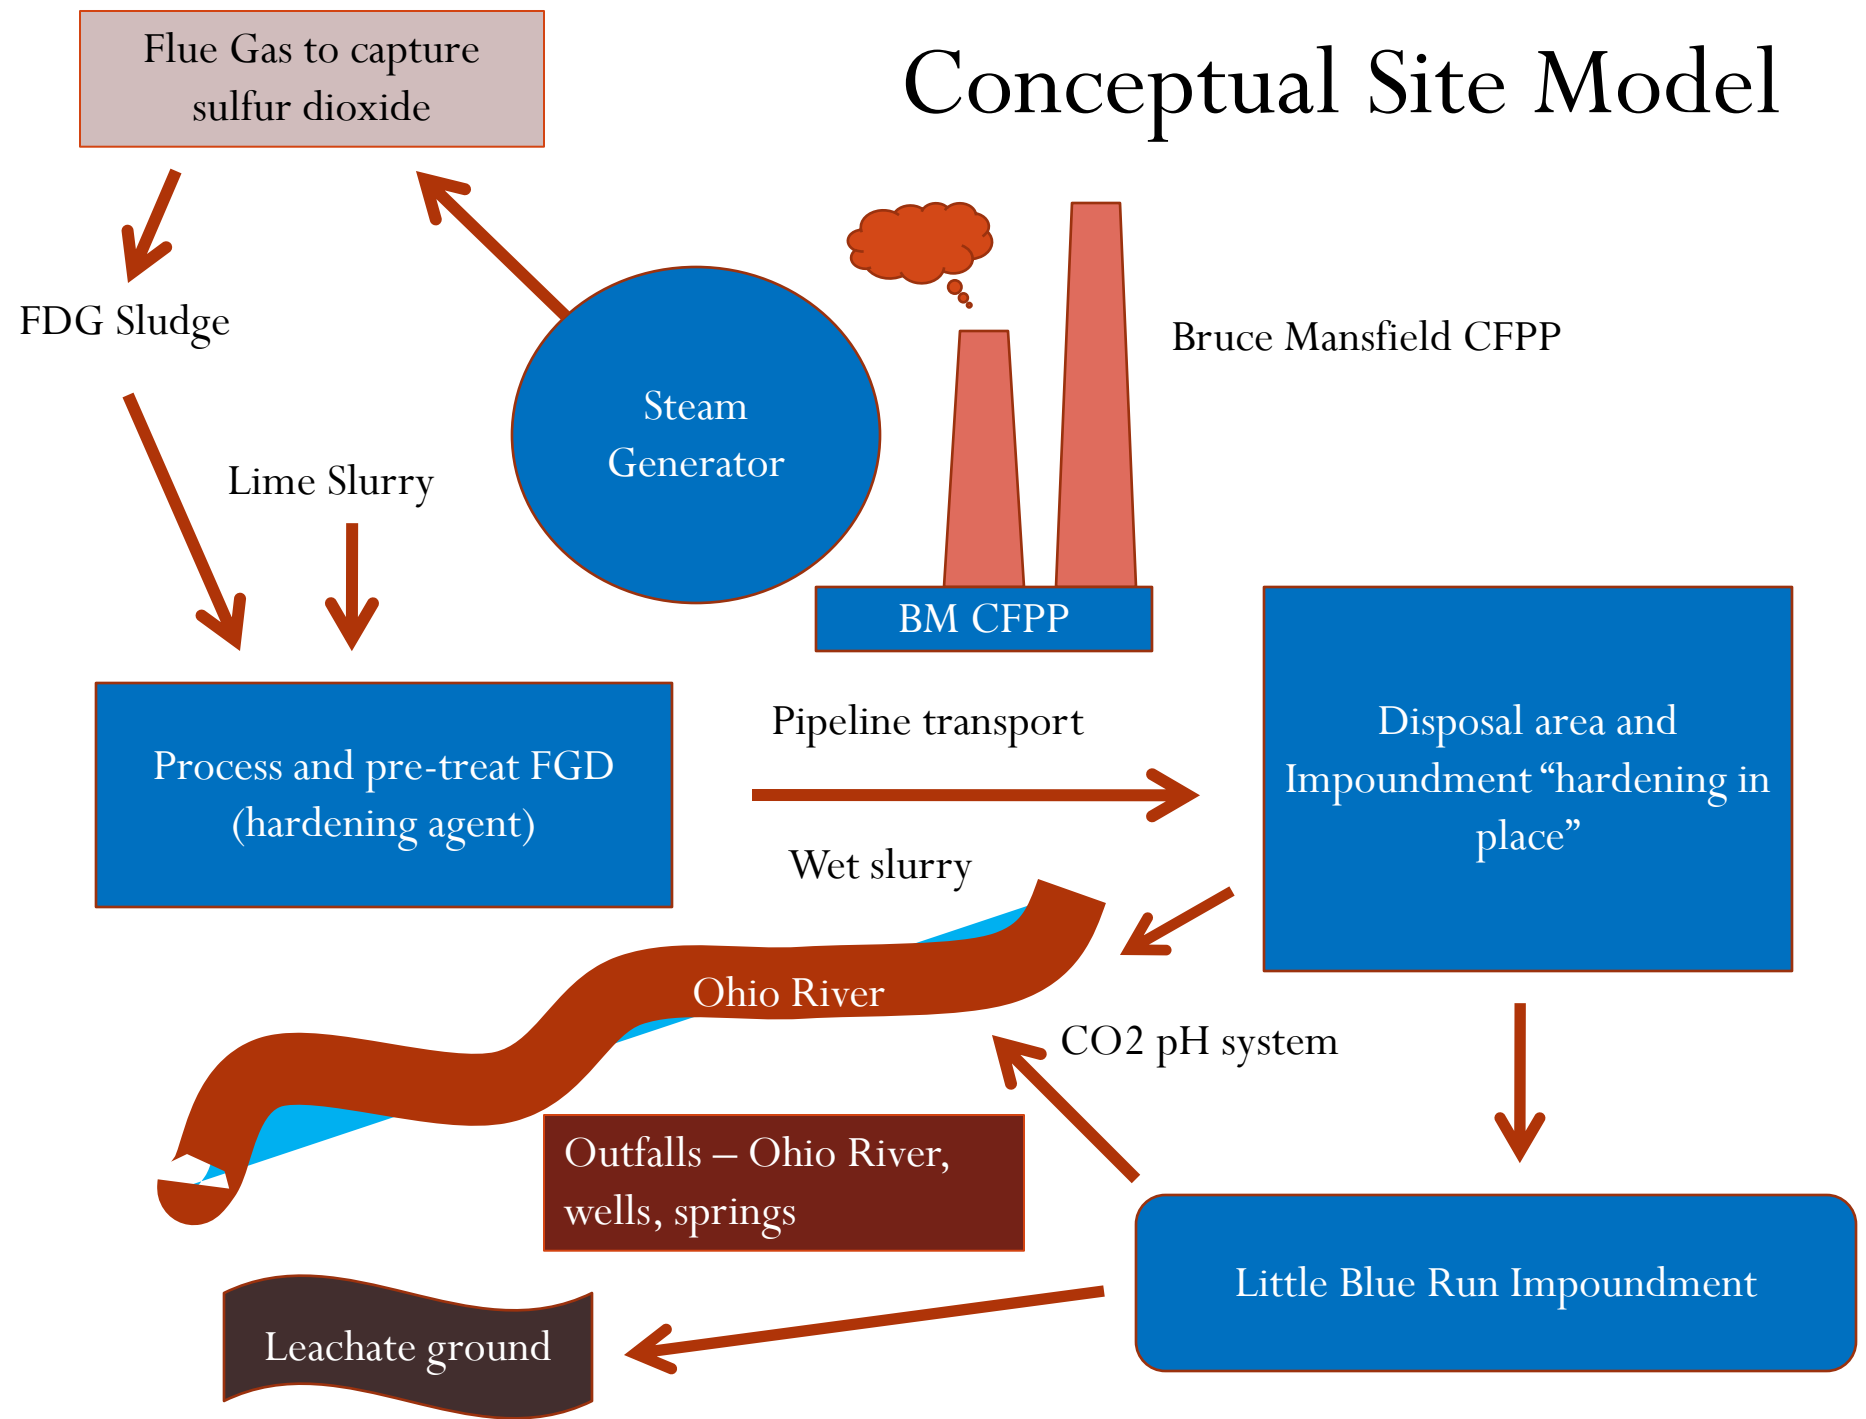 Flue Gas to capture
sulfur dioxide
Conceptual Site Model
FDG Sludge
Bruce Mansfield CFPP
Steam
Generator
Lime Slurry
BM CFPP
Process and pre-treat FGD
(hardening agent)
Pipeline transport
Wet slurry
Disposal area and
Impoundment “hardening in
place”
Ohio River
CO2 pH system
Outfalls – Ohio River,
wells, springs
Little Blue Run Impoundment
Leachate ground